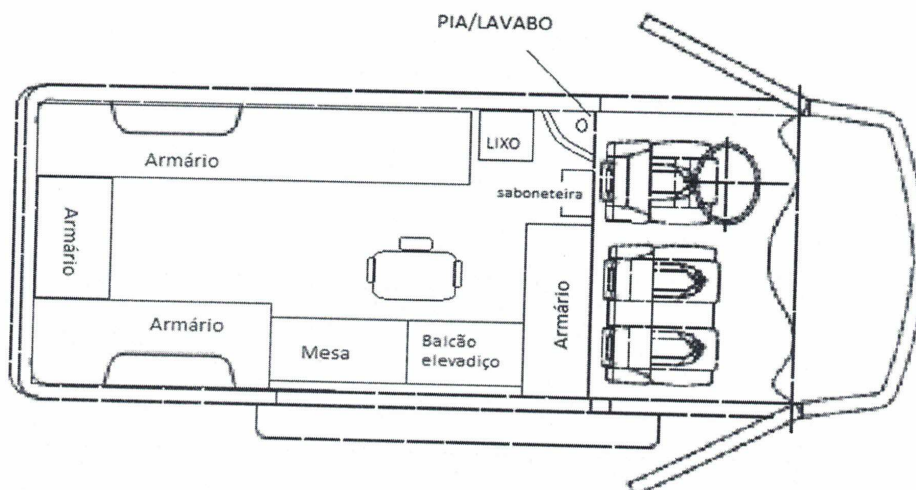 PIA/LAVABO
LIXO
Armário
saboneteira
Armário
Armário
Armário
Mesa
Balcão
elevadiço